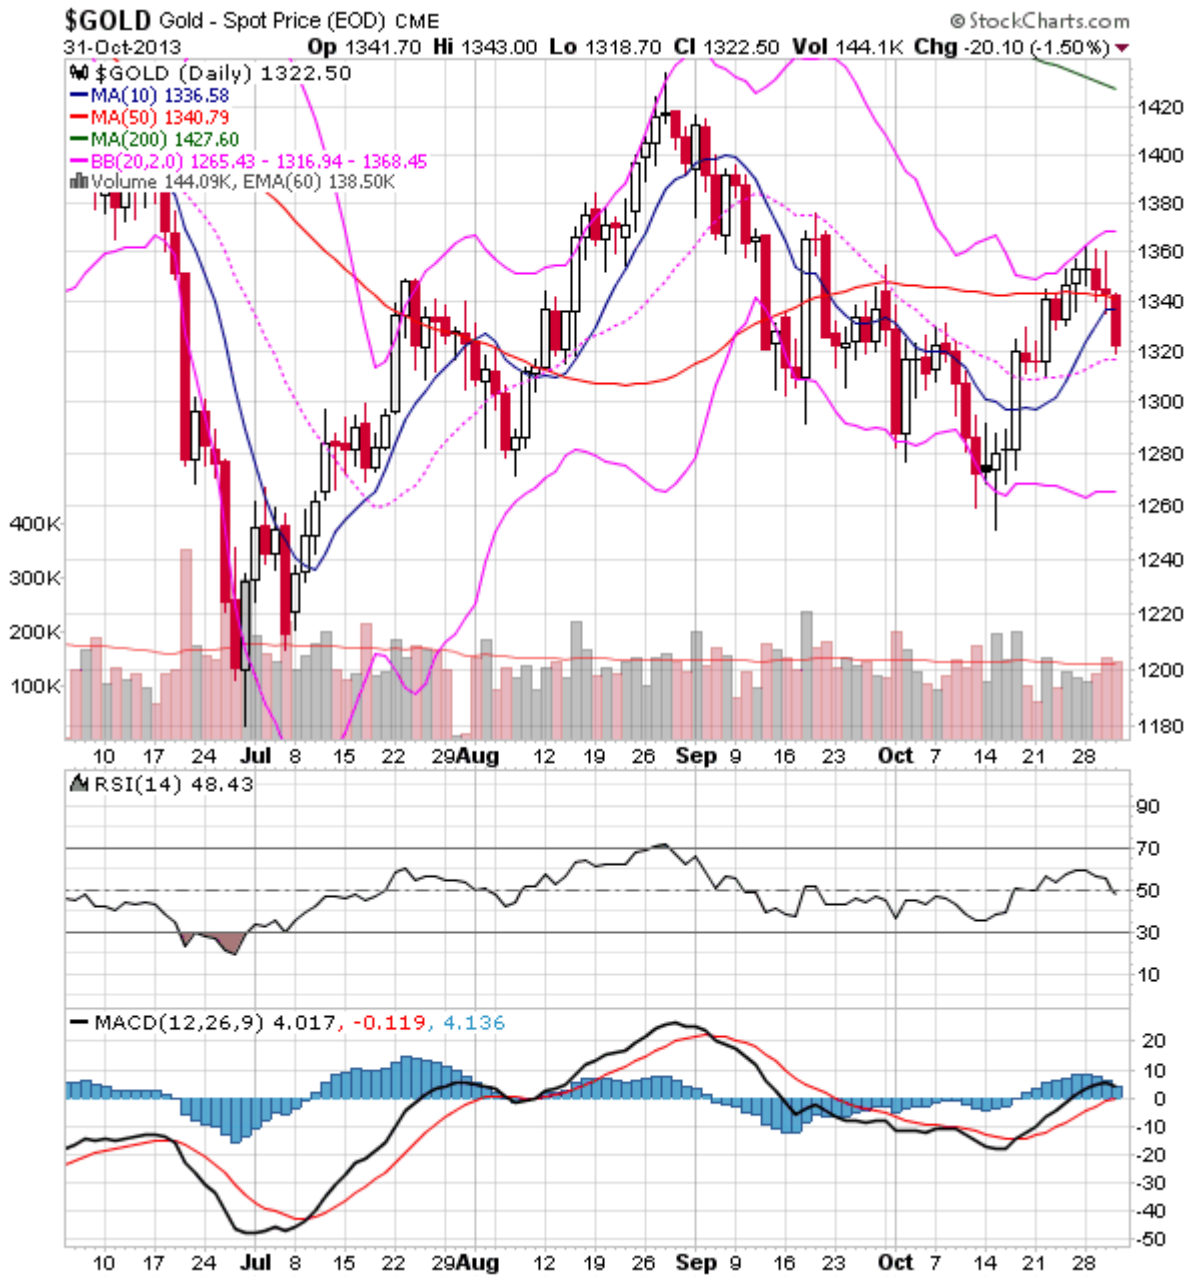 $GOLD Gold - Spot Price (EOD) CME © StockCharts.com
31-Oct-2013 Op 1341.70 Hi 1343.00 Lo 1318.70 Cl 1322.50 Vol 144.1K Chg -20.10 (-1.50%)
$GOLD (Daily) 1322.50
MA(10) 1336.58
MA(50) 1340.79
MA(200) 1427.60
BB(20,2.0) 1265.43 - 1316.94 - 1368.45
Volume 144.09K, EMA(60) 138.50K
1420
1400
1380
1360
1340
1320
1300
1280
1260
1240
1220
1200
1180
400K
300K
200K
100K
10 17 24 Jul 8 15 22 29 Aug 12 19 26 Sep 9 16 23 Oct 7 14 21 28
RSI(14) 48.43
90
70
50
30
10
MACD(12,26,9) 4.017, -0.119, 4.136
20
10
0
-10
-20
-30
-40
-50
10 17 24 Jul 8 15 22 29 Aug 12 19 26 Sep 9 16 23 Oct 7 14 21 28